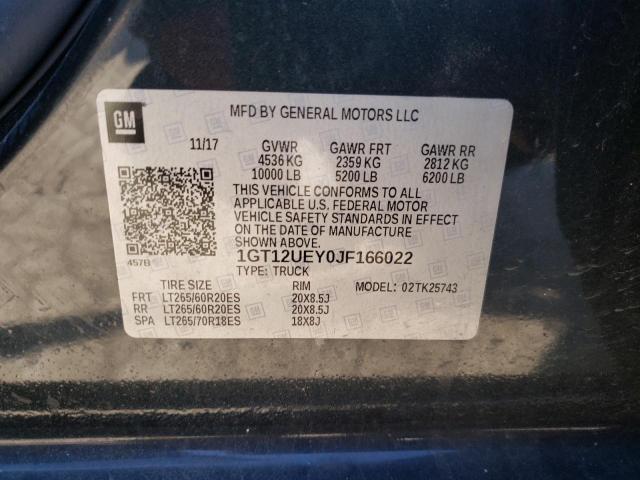 GM
MFD BY GENERAL MOTORS LLC
11/17 GVWR GAWR FRT GAWR RR
4536 KG 2359 KG 2812 KG
10000 LB 5200 LB 6200 LB
THIS VEHICLE CONFORMS TO ALL
APPLICABLE U.S. FEDERAL MOTOR
VEHICLE SAFETY STANDARDS IN EFFECT
ON THE DATE OF MANUFACTURE
SHOWN ABOVE.
457B 1GT12UEY0JF166022
TYPE: TRUCK
TIRE SIZE RIM MODEL: 02TK25743
FRT LT265/60R20ES 20X8.5J
RR LT265/60R20ES 20X8.5J
SPA LT265/70R18ES 18X8J